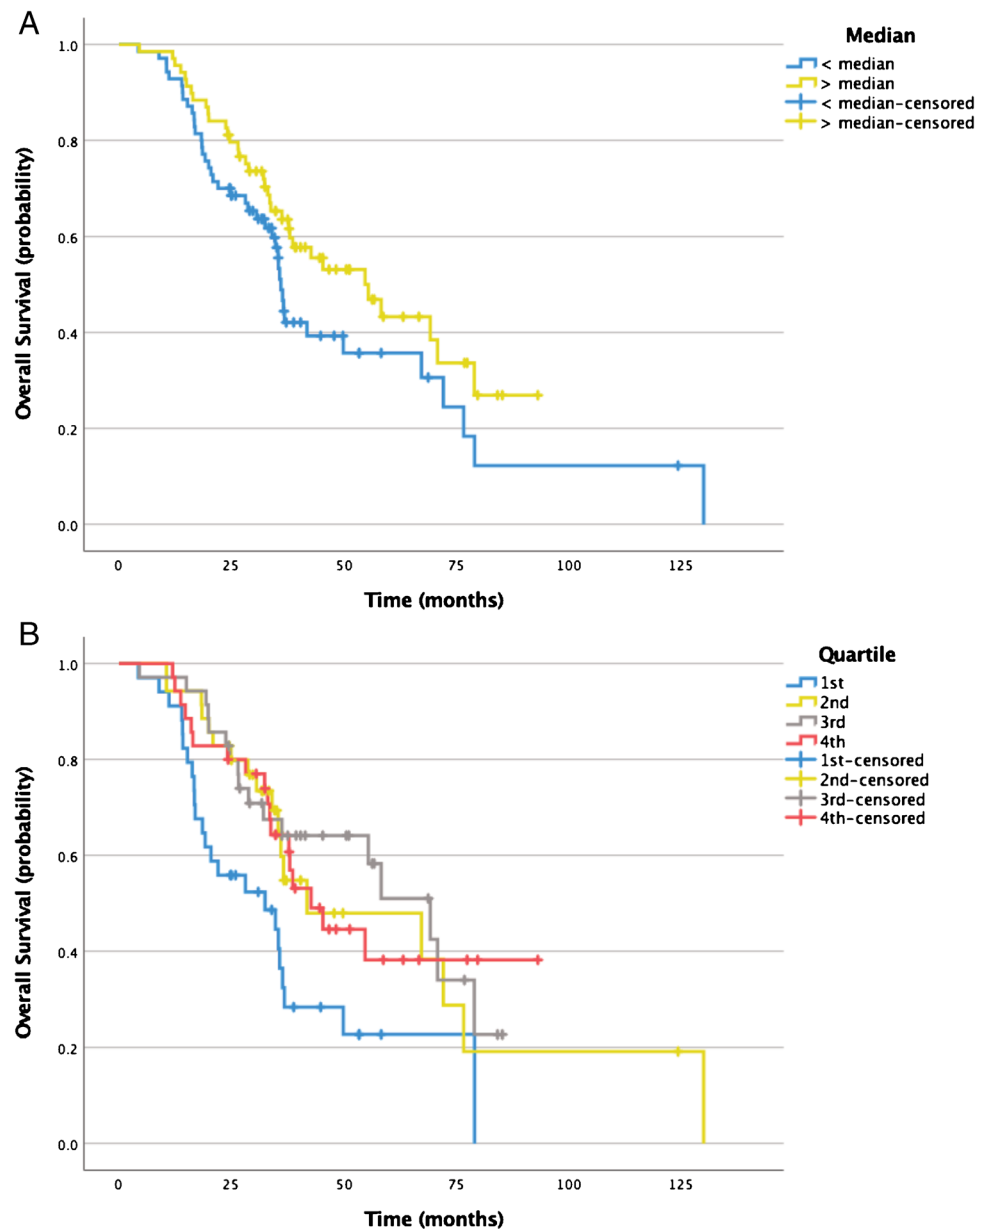 A
Median
< median
> median
< median-censored
> median-censored
Overall Survival (probability)
1.0
0.8
0.6
0.4
0.2
0.0
0 25 50 75 100 125
Time (months)
B
Quartile
1st
2nd
3rd
4th
1st-censored
2nd-censored
3rd-censored
4th-censored
Overall Survival (probability)
1.0
0.8
0.6
0.4
0.2
0.0
0 25 50 75 100 125
Time (months)